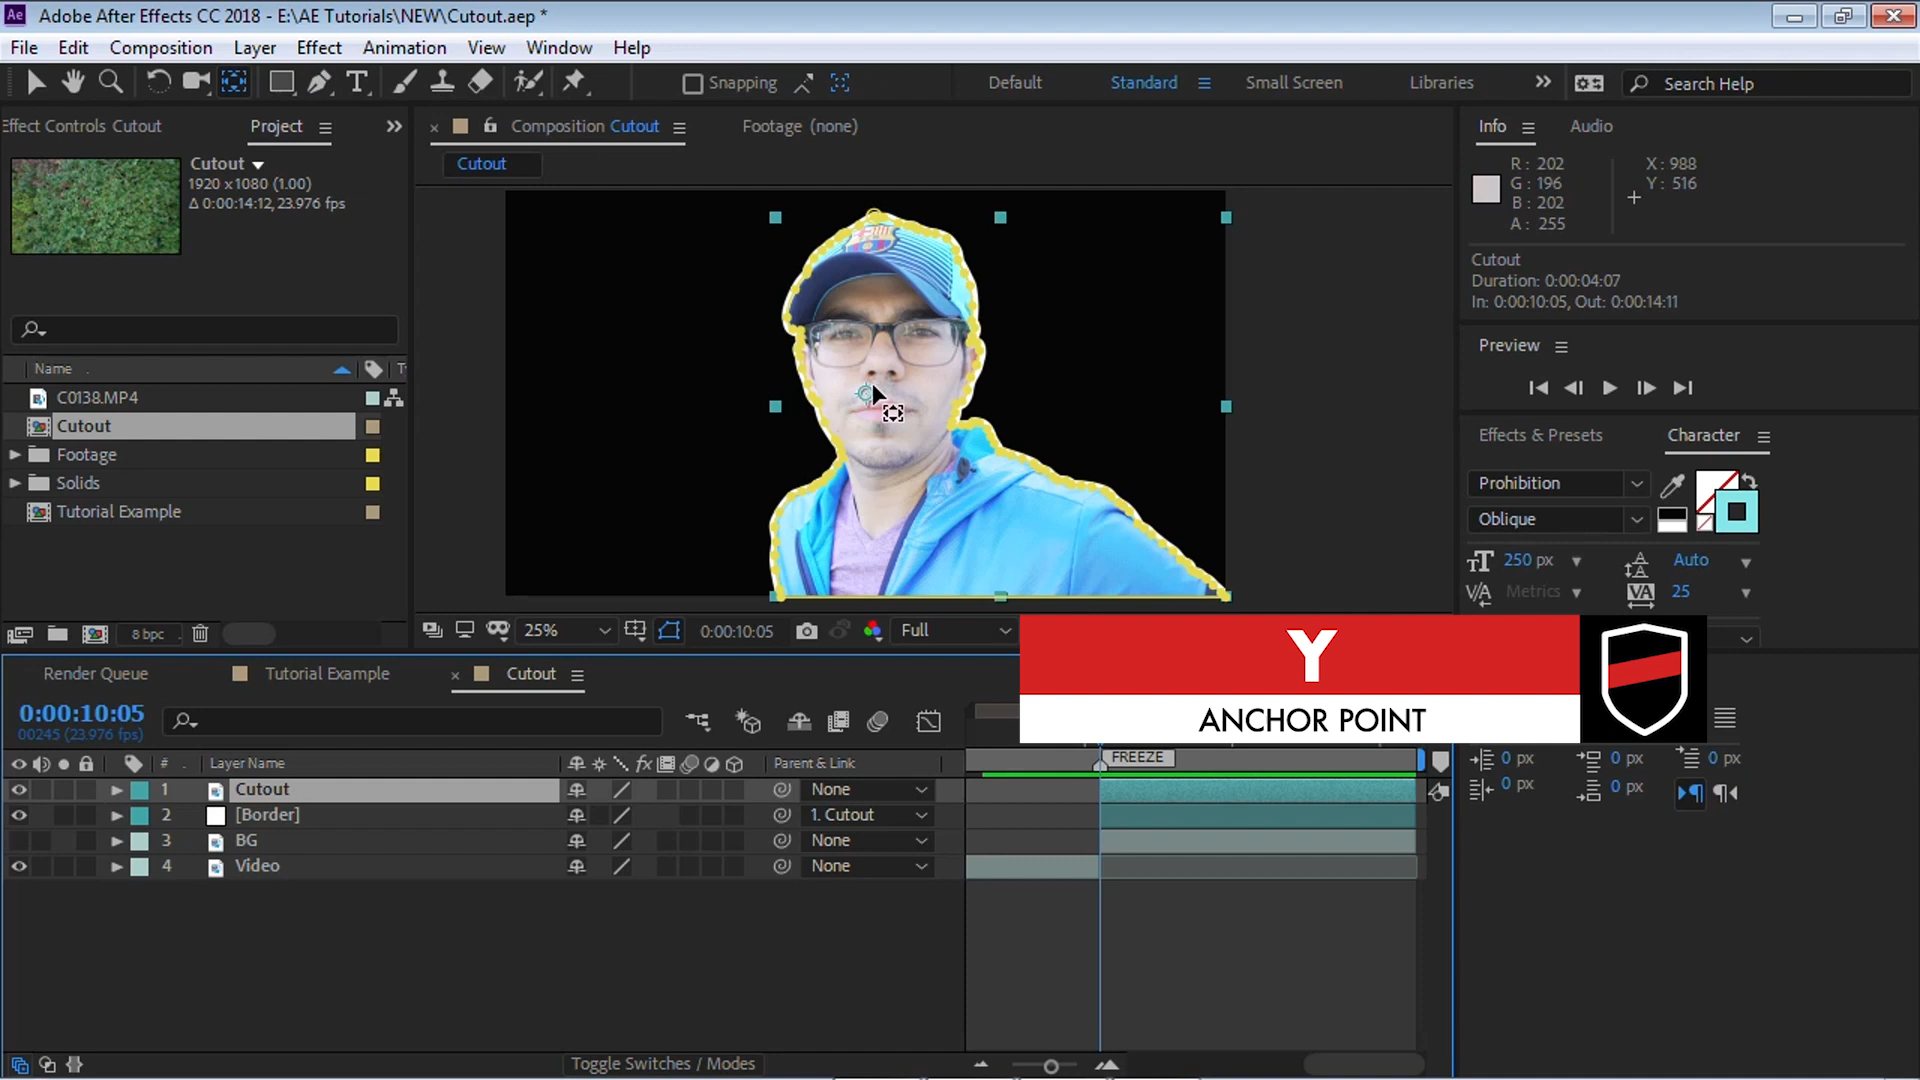 Ae Adobe After Effects CC 2018 - E:\AE Tutorials\NEW\Cutout.aep *
File Edit Composition Layer Effect Animation View Window Help
Snapping Default Standard Small Screen Libraries Search Help
Effect Controls Cutout Project Composition Cutout Footage (none) Info Audio
Cutout
1920 x1080 (1.00)
Δ 0:00:14:12, 23.976 fps
Cutout
R : 202 X : 988
G : 196 Y : 516
B : 202
A : 255
Cutout
Duration: 0:00:04:07
In: 0:00:10:05, Out: 0:00:14:11
Preview
Name
C0138.MP4
Cutout
Footage
Solids
Tutorial Example
Effects & Presets Character
Prohibition
Oblique
250 px Auto
Metrics 25
8 bpc 25% 0:00:10:05 Full
Y
ANCHOR POINT
Render Queue Tutorial Example Cutout
0:00:10:05
00245 (23.976 fps)
# Layer Name fx Parent & Link FREEZE
0 px 0 px 0 px
0 px 0 px
1 Cutout None
2 [Border] 1. Cutout
3 BG None
4 Video None
Toggle Switches / Modes